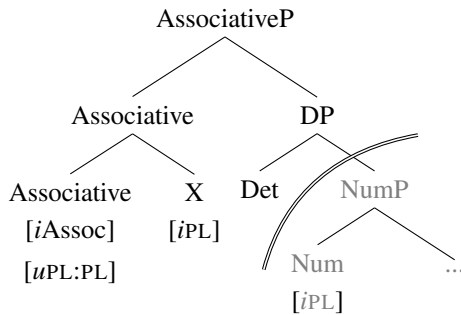 AssociativeP
Associative DP
Associative X Det NumP
[iAssoc] [iPL]
[uPL:PL] Num ...
[iPL]